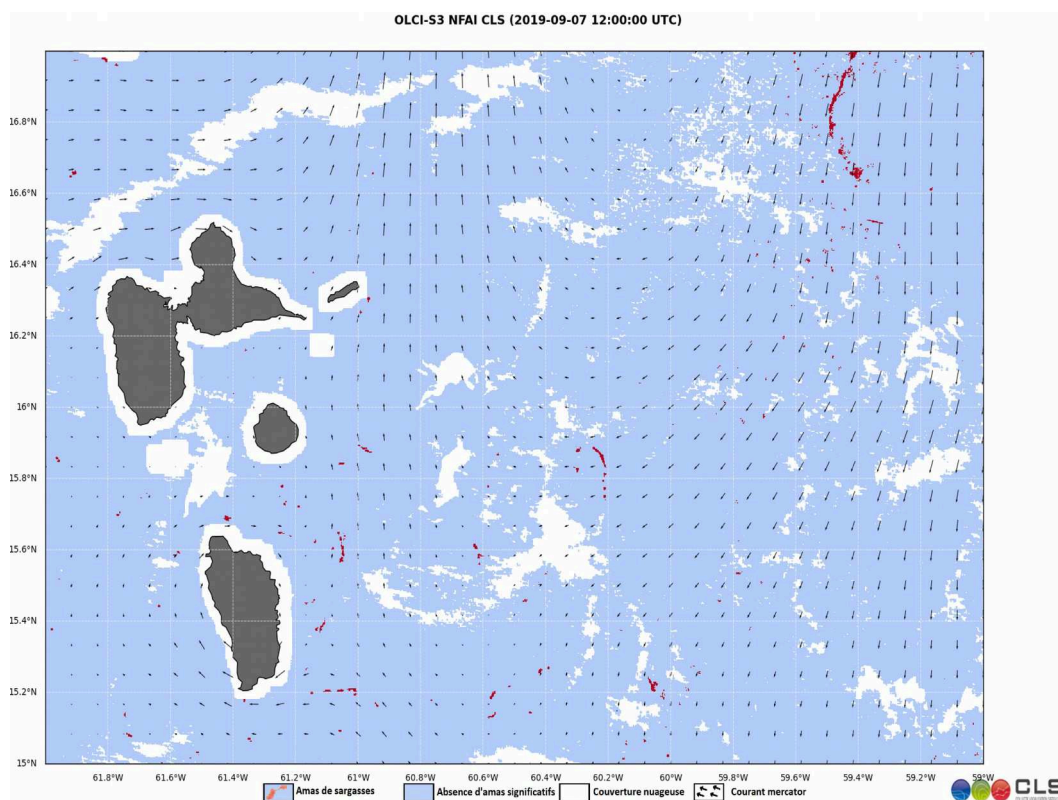 OLCI-S3 NFAI CLS (2019-09-07 12:00:00 UTC)
16.8°N
16.6°N
16.4°N
16.2°N
16°N
15.8°N
15.6°N
15.4°N
15.2°N
15°N
61.8°W 61.6°W 61.4°W 61.2°W 61°W 60.8°W 60.6°W 60.4°W 60.2°W 60°W 59.8°W 59.6°W 59.4°W 59.2°W 59°W
Amas de sargasses Absence d'amas significatifs Couverture nuageuse Courant mercator
CLS